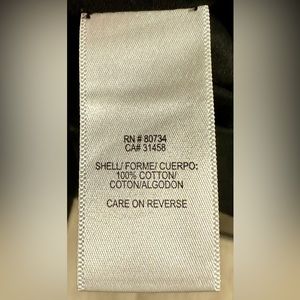 RN # 80734
CA# 31458
SHELL/ FORME/ CUERPO:
100% COTTON/
COTON/ALGODON
CARE ON REVERSE